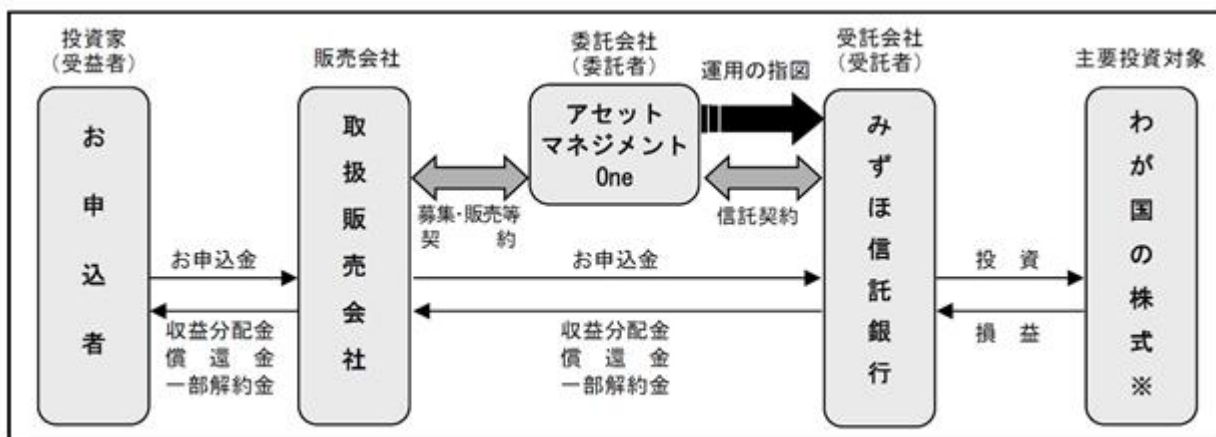 投資家
（受益者）
お申込者
販売会社
取扱販売会社
委託会社
（委託者）
アセット
マネジメント
One
運用の指図
受託会社
（受託者）
みずほ信託銀行
主要投資対象
わが国の株式※
募集・販売等
契　　約
信託契約
お申込金
収益分配金
償　還　金
一部解約金
お申込金
収益分配金
償　還　金
一部解約金
投　資
損　益